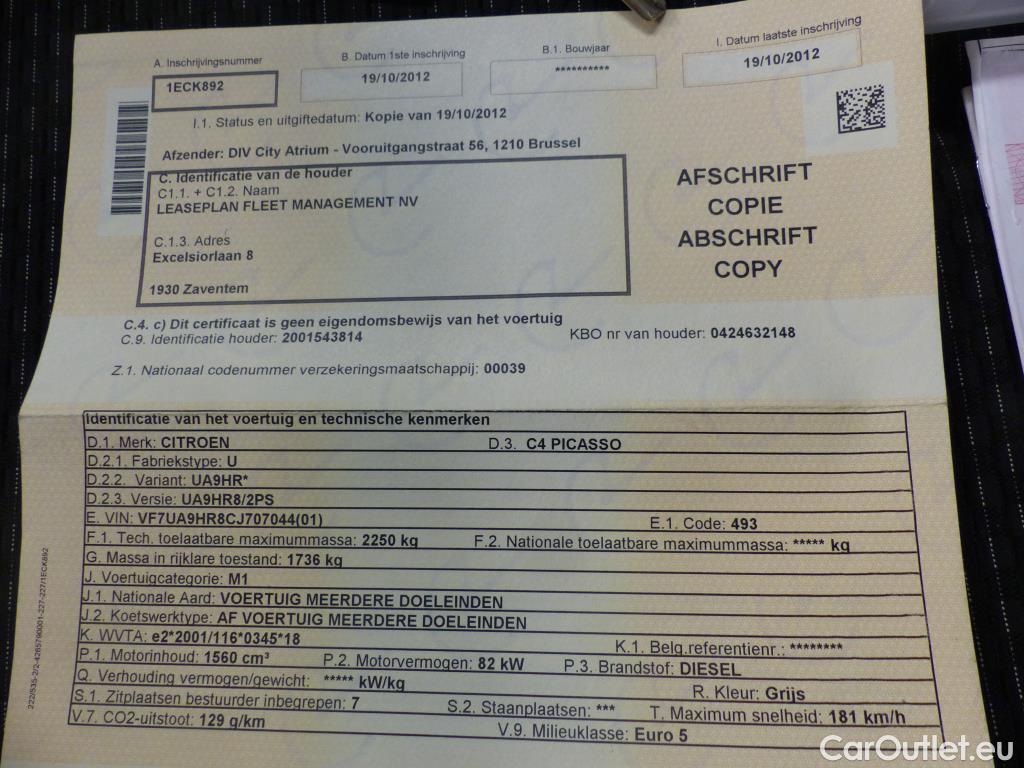 A. Inschrijvingsnummer B. Datum 1ste inschrijving B.1. Bouwjaar I. Datum laatste inschrijving
1ECK892 19/10/2012 ********** 19/10/2012
I.1. Status en uitgiftedatum: Kopie van 19/10/2012
Afzender: DIV City Atrium - Vooruitgangstraat 56, 1210 Brussel
C. Identificatie van de houder
C1.1. + C1.2. Naam
LEASEPLAN FLEET MANAGEMENT NV
C.1.3. Adres
Excelsiorlaan 8
1930 Zaventem
AFSCHRIFT
COPIE
ABSCHRIFT
COPY
C.4. c) Dit certificaat is geen eigendomsbewijs van het voertuig
C.9. Identificatie houder: 2001543814 KBO nr van houder: 0424632148
Z.1. Nationaal codenummer verzekeringsmaatschappij: 00039
Identificatie van het voertuig en technische kenmerken
D.1. Merk: CITROEN D.3. C4 PICASSO
D.2.1. Fabriekstype: U
D.2.2. Variant: UA9HR*
D.2.3. Versie: UA9HR8/2PS
E. VIN: VF7UA9HR8CJ707044(01) E.1. Code: 493
F.1. Tech. toelaatbare maximummassa: 2250 kg F.2. Nationale toelaatbare maximummassa: ***** kg
G. Massa in rijklare toestand: 1736 kg
J. Voertuigcategorie: M1
J.1. Nationale Aard: VOERTUIG MEERDERE DOELEINDEN
J.2. Koetswerktype: AF VOERTUIG MEERDERE DOELEINDEN
K. WVTA: e2*2001/116*0345*18 K.1. Belg.referentienr.: ********
P.1. Motorinhoud: 1560 cm³ P.2. Motorvermogen: 82 kW P.3. Brandstof: DIESEL
Q. Verhouding vermogen/gewicht: ***** kW/kg R. Kleur: Grijs
S.1. Zitplaatsen bestuurder inbegrepen: 7 S.2. Staanplaatsen: *** T. Maximum snelheid: 181 km/h
V.7. CO2-uitstoot: 129 g/km V.9. Milieuklasse: Euro 5
CarOutlet.eu